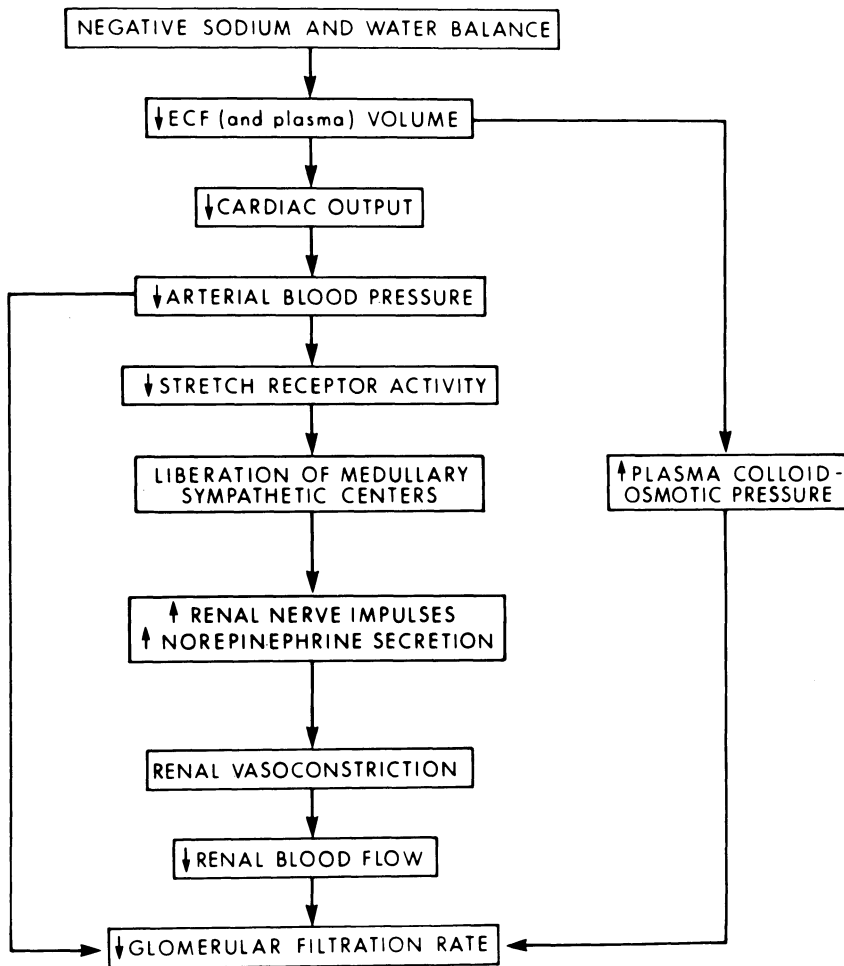 NEGATIVE SODIUM AND WATER BALANCE
↓ECF (and plasma) VOLUME
↓CARDIAC OUTPUT
↓ARTERIAL BLOOD PRESSURE
↓STRETCH RECEPTOR ACTIVITY
LIBERATION OF MEDULLARY
SYMPATHETIC CENTERS
↑PLASMA COLLOID-
OSMOTIC PRESSURE
↑ RENAL NERVE IMPULSES
↑ NOREPINEPHRINE SECRETION
RENAL VASOCONSTRICTION
↓RENAL BLOOD FLOW
↓GLOMERULAR FILTRATION RATE